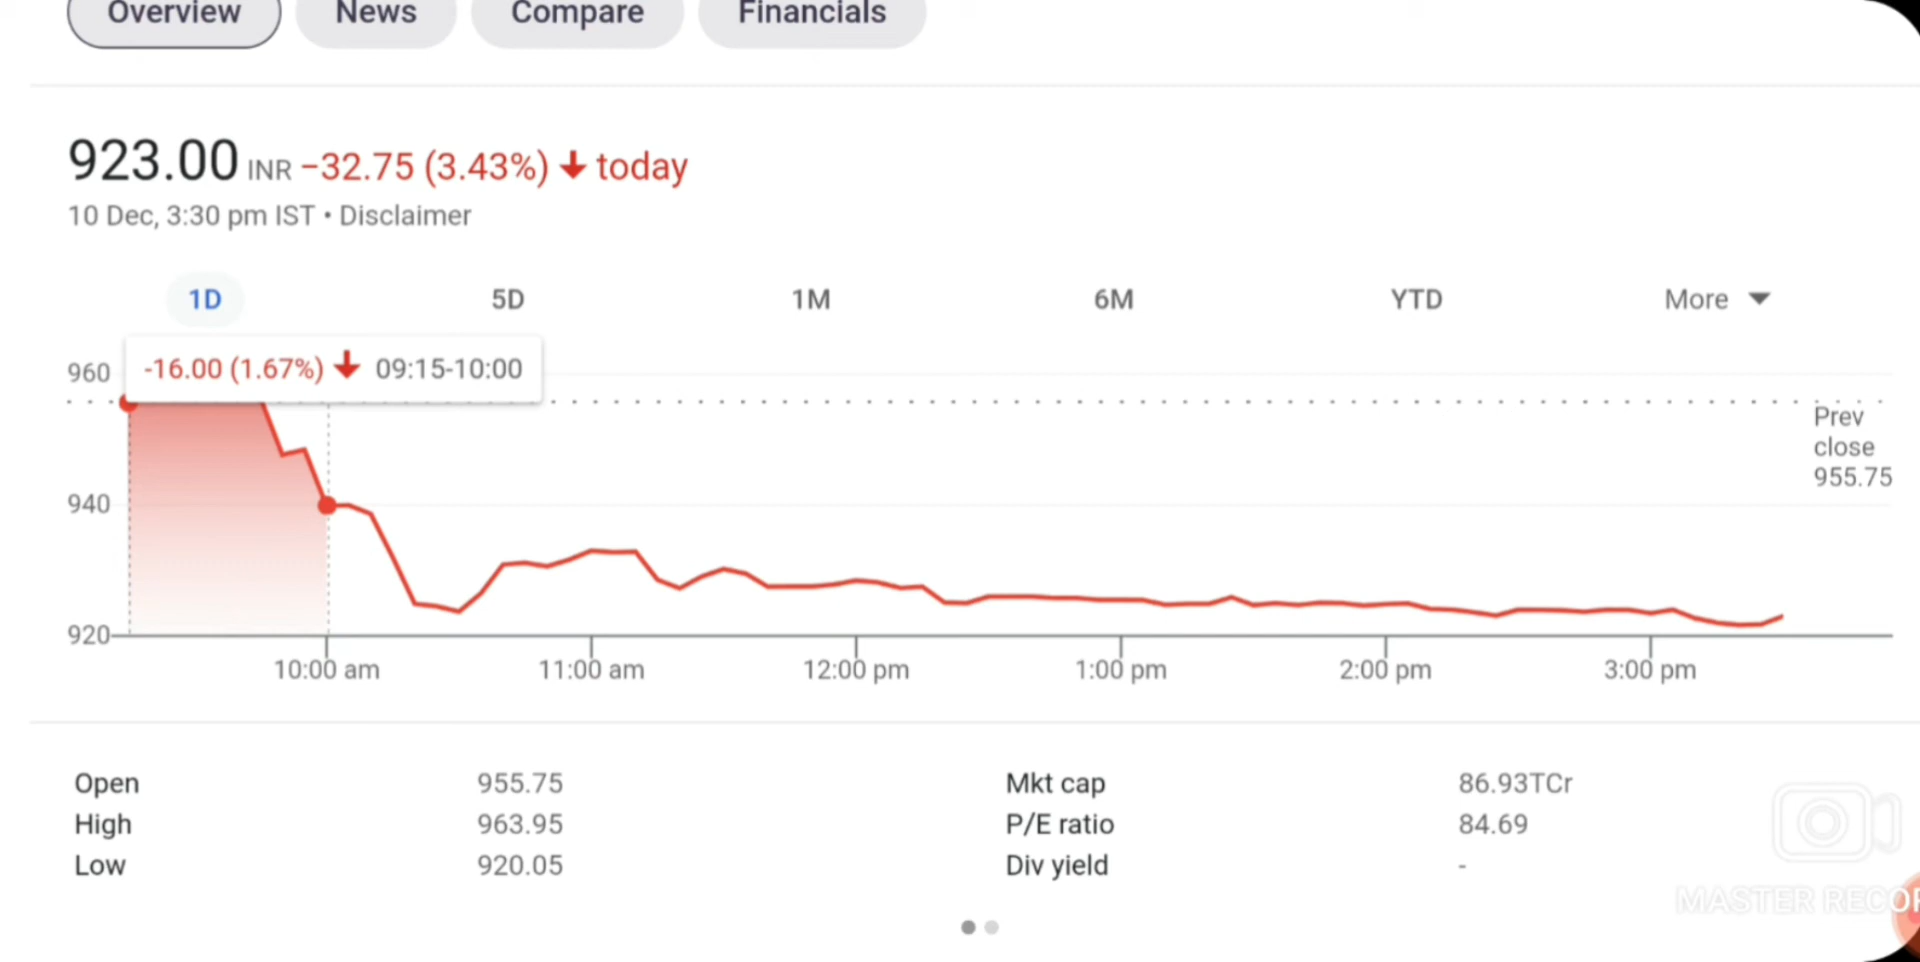 Overview News Compare Financials
923.00 INR −32.75 (3.43%) today
10 Dec, 3:30 pm IST • Disclaimer
1D 5D 1M 6M YTD More
-16.00 (1.67%) 09:15-10:00
960
Prev
close
955.75
940
920
10:00 am 11:00 am 12:00 pm 1:00 pm 2:00 pm 3:00 pm
Open 955.75 Mkt cap 86.93TCr
High 963.95 P/E ratio 84.69
Low 920.05 Div yield -
MASTER RECOR